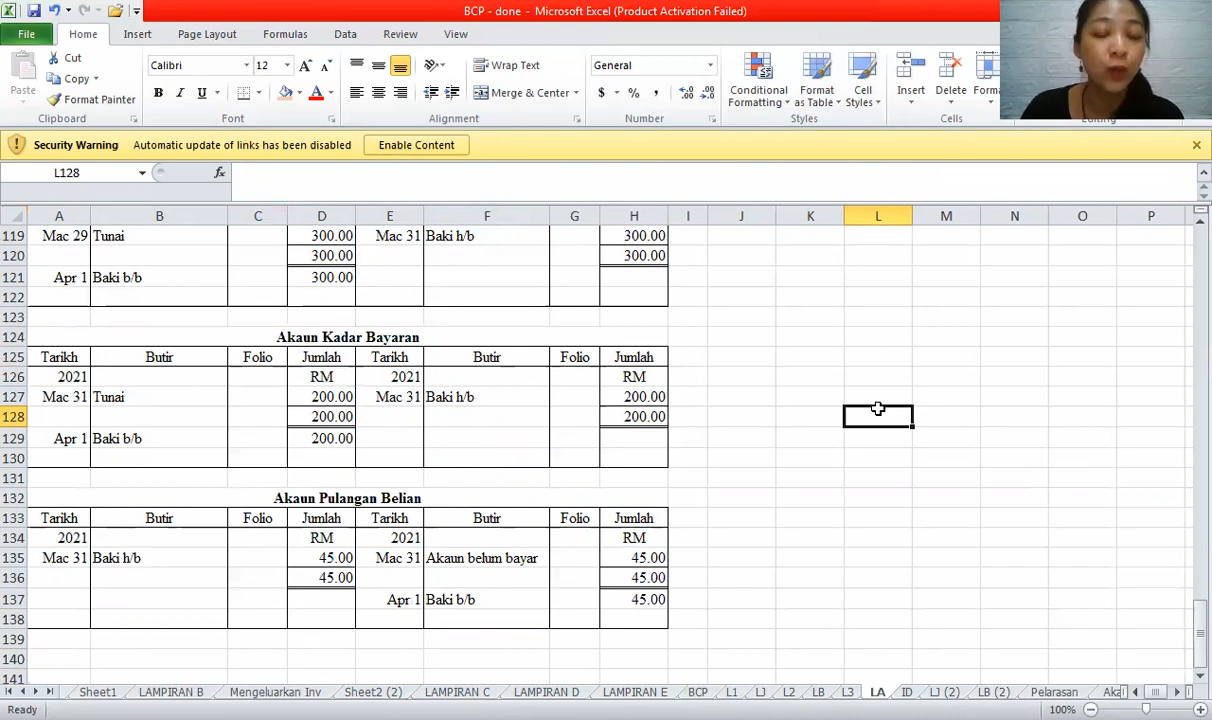 BCP - done - Microsoft Excel (Product Activation Failed)
File Home Insert Page Layout Formulas Data Review View
Paste Cut Copy Format Painter Clipboard
Calibri 12 A A B I U A Font
Wrap Text Merge & Center Alignment
General $ % , Number
Conditional Formatting Format as Table Cell Styles Styles
Insert Delete Cells
Security Warning Automatic update of links has been disabled Enable Content
L128 fx
A B C D E F G H I J K L M N O P
119 Mac 29 Tunai 300.00 Mac 31 Baki h/b 300.00
120 300.00 300.00
121 Apr 1 Baki b/b 300.00
122
123
124 Akaun Kadar Bayaran
125 Tarikh Butir Folio Jumlah Tarikh Butir Folio Jumlah
126 2021 RM 2021 RM
127 Mac 31 Tunai 200.00 Mac 31 Baki h/b 200.00
128 200.00 200.00
129 Apr 1 Baki b/b 200.00
130
131
132 Akaun Pulangan Belian
133 Tarikh Butir Folio Jumlah Tarikh Butir Folio Jumlah
134 2021 RM 2021 RM
135 Mac 31 Baki h/b 45.00 Mac 31 Akaun belum bayar 45.00
136 45.00 45.00
137 Apr 1 Baki b/b 45.00
138
139
140
141
Sheet1 LAMPIRAN B Mengeluarkan Inv Sheet2 (2) LAMPIRAN C LAMPIRAN D LAMPIRAN E BCP L1 LJ L2 LB L3 LA ID LJ (2) LB (2) Pelarasan
Ready 100%